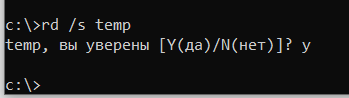 c:\>rd /s temp
temp, вы уверены [Y(да)/N(нет)]? y
c:\>